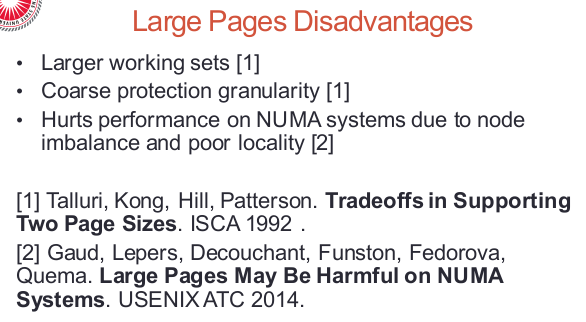 Large Pages Disadvantages
• Larger working sets [1]
• Coarse protection granularity [1]
• Hurts performance on NUMA systems due to node
imbalance and poor locality [2]
[1] Talluri, Kong, Hill, Patterson. Tradeoffs in Supporting
Two Page Sizes. ISCA 1992 .
[2] Gaud, Lepers, Decouchant, Funston, Fedorova,
Quema. Large Pages May Be Harmful on NUMA
Systems. USENIX ATC 2014.